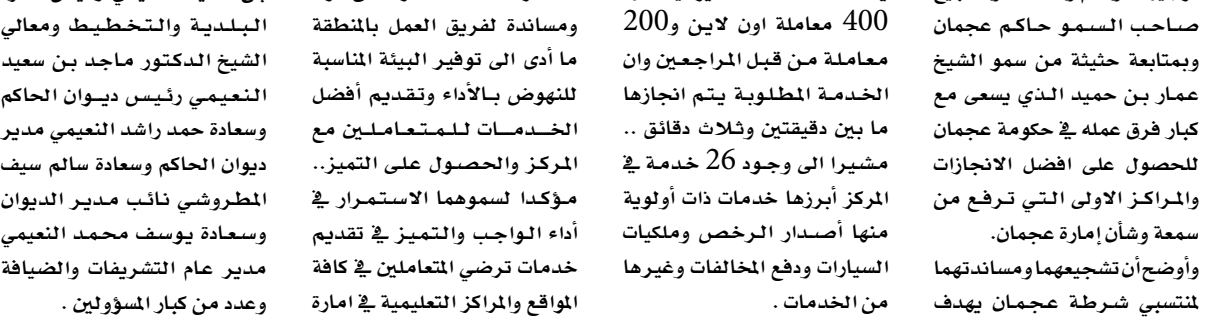 صاحب السمو حاكم عجمان
وبمتابعة حثيثة من سمو الشيخ
عمار بن حميد الذي يسعى مع
كبار فرق عمله في حكومة عجمان
للحصول على افضل الانجازات
والمراكز الاولى التي ترفع من
سمعة وشأن إمارة عجمان.
وأوضح أن تشجيعهما ومساندتهما
لمنتسبي شرطة عجمان يهدف
400 معاملة اون لاين و200
معاملة من قبل المراجعين وان
الخدمة المطلوبة يتم انجازها
ما بين دقيقتين وثلاث دقائق ..
مشيرا الى وجود 26 خدمة في
المركز أبرزها خدمات ذات أولوية
منها أصدار الرخص وملكيات
السيارات ودفع المخالفات وغيرها
من الخدمات .
ومساندة لفريق العمل بالمنطقة
ما أدى الى توفير البيئة المناسبة
للنهوض بالأداء وتقديم أفضل
الخدمات للمتعاملين مع
المركز والحصول على التميز..
مؤكدا لسموهما الاستمرار في
أداء الواجب والتميز في تقديم
خدمات ترضي المتعاملين في كافة
المواقع والمراكز التعليمية في امارة
البلدية والتخطيط ومعالي
الشيخ الدكتور ماجد بن سعيد
النعيمي رئيس ديوان الحاكم
وسعادة حمد راشد النعيمي مدير
ديوان الحاكم وسعادة سالم سيف
المطروشي نائب مدير الديوان
وسعادة يوسف محمد النعيمي
مدير عام التشريفات والضيافة
وعدد من كبار المسؤولين .